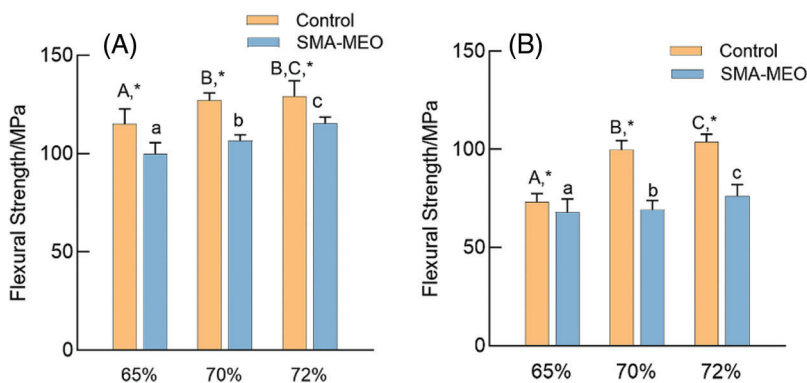 (A)
Control
SMA-MEO
Flexural Strength/MPa
150
100
50
0
A,*
a
B,*
b
B,C,*
c
65%
70%
72%
(B)
Control
SMA-MEO
Flexural Strength/MPa
150
100
50
0
A,*
a
B,*
b
C,*
c
65%
70%
72%